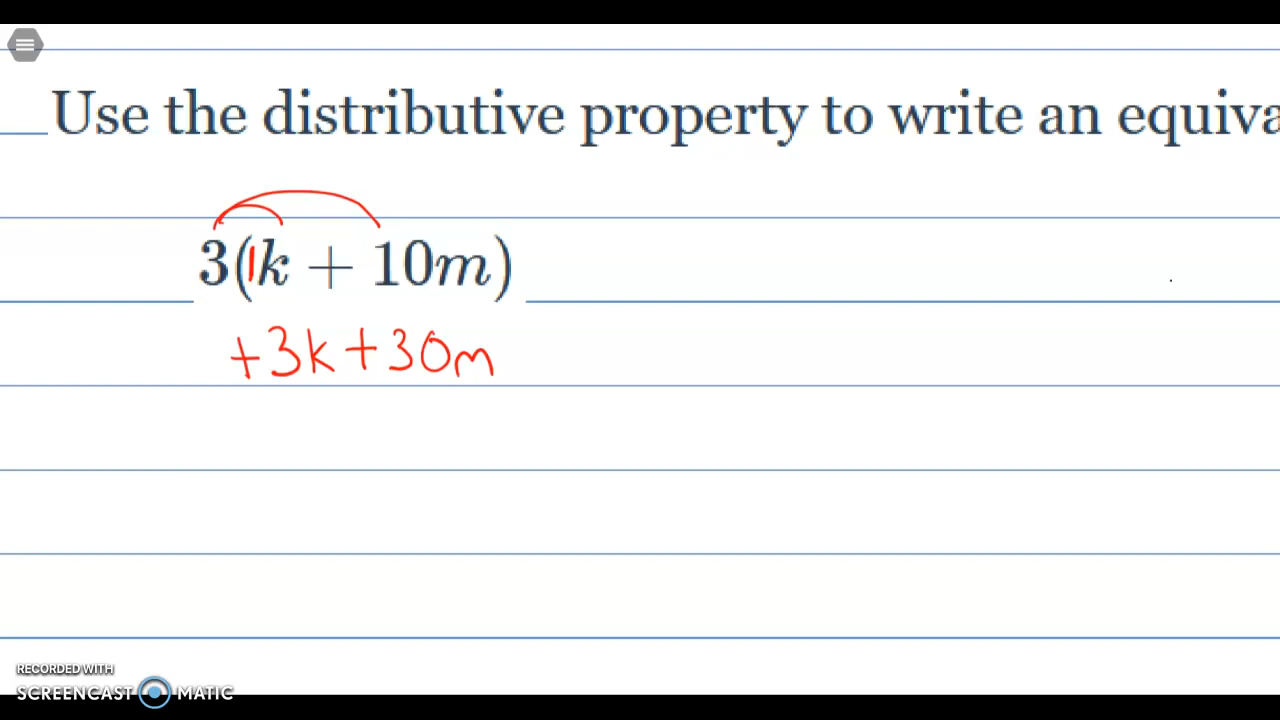 Use the distributive property to write an equiva
3(1k + 10m)
+3k+30m
RECORDED WITH
SCREENCAST MATIC